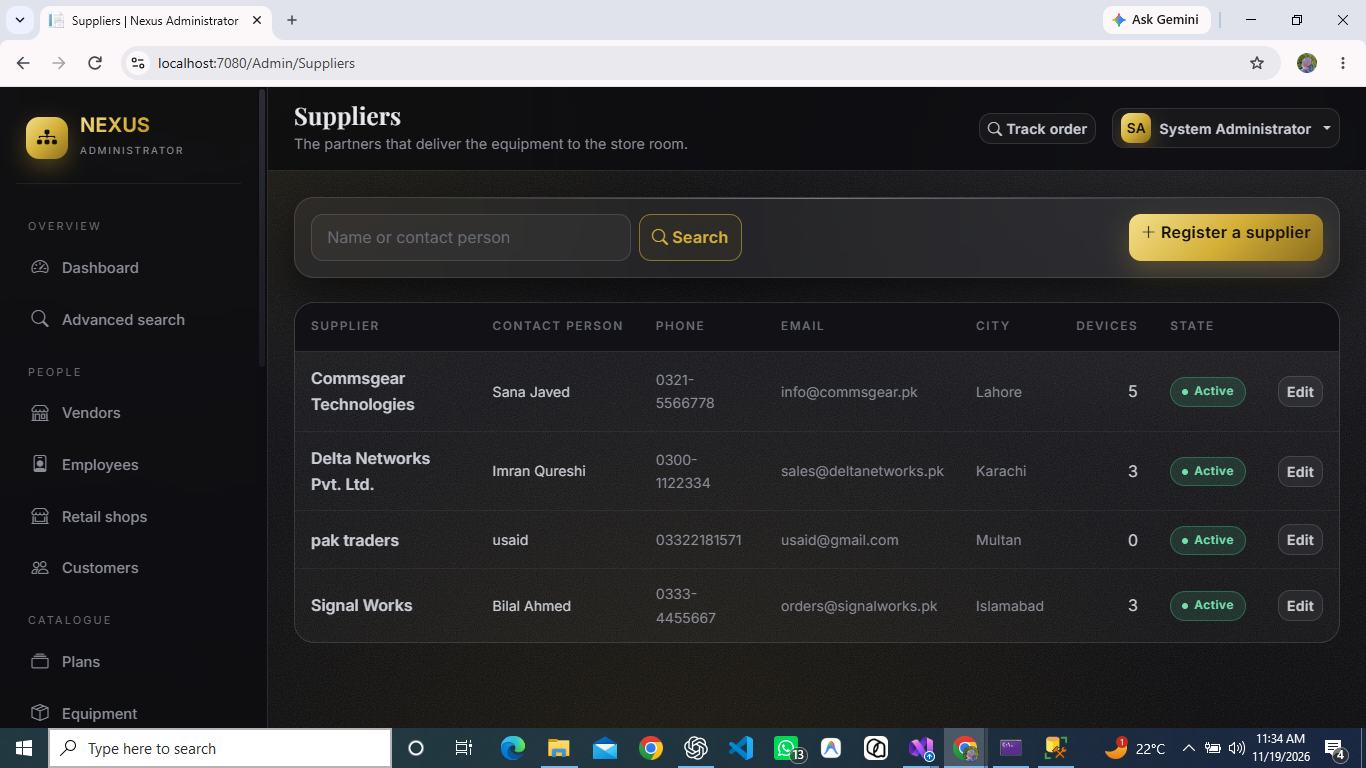 Suppliers | Nexus Administrator
Ask Gemini
localhost:7080/Admin/Suppliers
NEXUS
ADMINISTRATOR
OVERVIEW
Dashboard
Advanced search
PEOPLE
Vendors
Employees
Retail shops
Customers
CATALOGUE
Plans
Equipment
Suppliers
The partners that deliver the equipment to the store room.
Track order
SA System Administrator
Name or contact person
Search
+ Register a supplier
SUPPLIER CONTACT PERSON PHONE EMAIL CITY DEVICES STATE
Commsgear Technologies Sana Javed 0321-5566778 info@commsgear.pk Lahore 5 Active Edit
Delta Networks Pvt. Ltd. Imran Qureshi 0300-1122334 sales@deltanetworks.pk Karachi 3 Active Edit
pak traders usaid 03322181571 usaid@gmail.com Multan 0 Active Edit
Signal Works Bilal Ahmed 0333-4455667 orders@signalworks.pk Islamabad 3 Active Edit
Type here to search
13
1
22°C
11:34 AM
11/19/2026
4